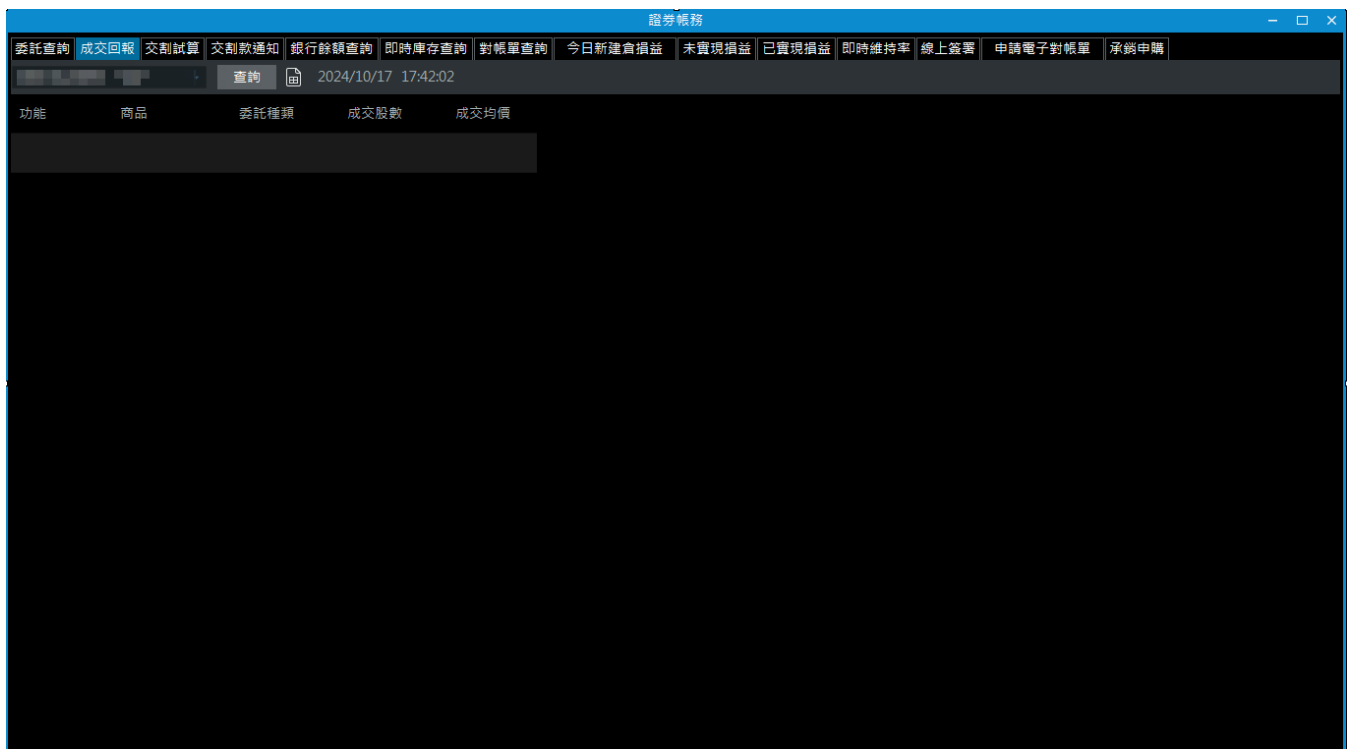 證券帳務
委託查詢 成交回報 交割試算 交割款通知 銀行餘額查詢 即時庫存查詢 對帳單查詢 今日新建倉損益 未實現損益 已實現損益 即時維持率 線上簽署 申請電子對帳單 承銷申購
查詢 2024/10/17 17:42:02
功能 商品 委託種類 成交股數 成交均價